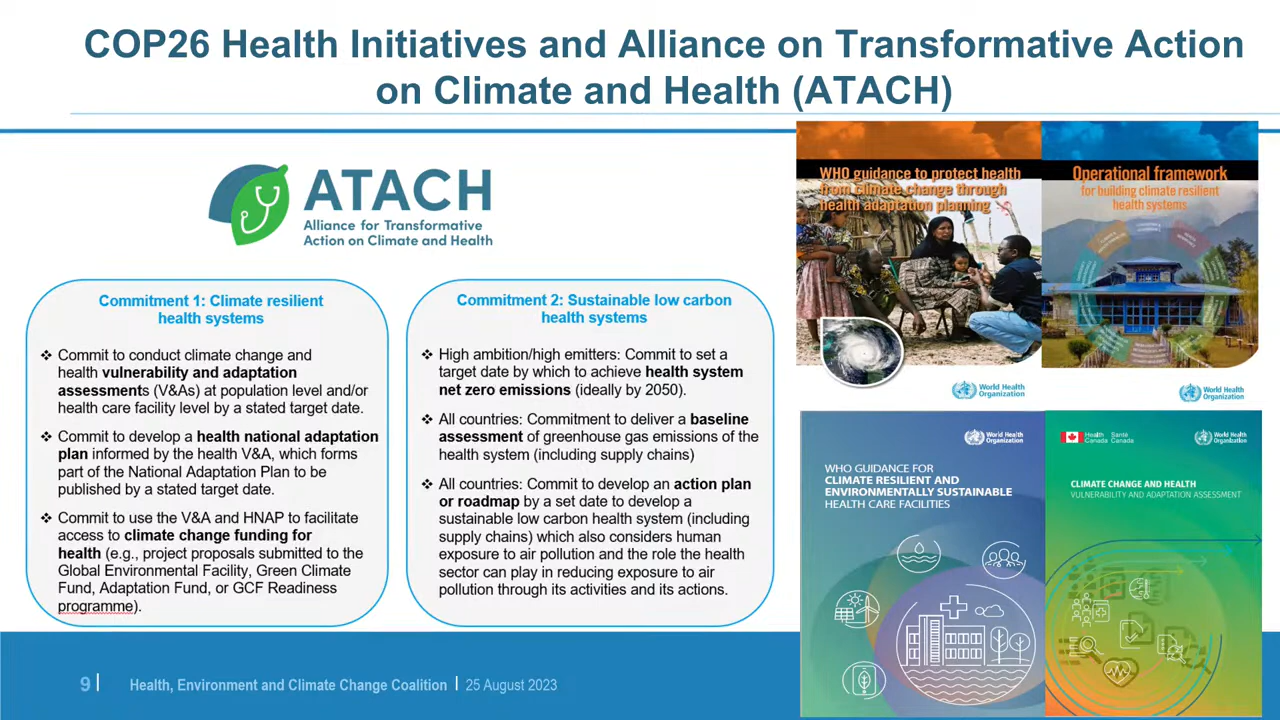 COP26 Health Initiatives and Alliance on Transformative Action
on Climate and Health (ATACH)
ATACH
Alliance for Transformative
Action on Climate and Health
Commitment 1: Climate resilient
health systems
❖ Commit to conduct climate change and
health vulnerability and adaptation
assessments (V&As) at population level and/or
health care facility level by a stated target date.
❖ Commit to develop a health national adaptation
plan informed by the health V&A, which forms
part of the National Adaptation Plan to be
published by a stated target date.
❖ Commit to use the V&A and HNAP to facilitate
access to climate change funding for
health (e.g., project proposals submitted to the
Global Environmental Facility, Green Climate
Fund, Adaptation Fund, or GCF Readiness
programme).
Commitment 2: Sustainable low carbon
health systems
❖ High ambition/high emitters: Commit to set a
target date by which to achieve health system
net zero emissions (ideally by 2050).
❖ All countries: Commitment to deliver a baseline
assessment of greenhouse gas emissions of the
health system (including supply chains)
❖ All countries: Commit to develop an action plan
or roadmap by a set date to develop a
sustainable low carbon health system (including
supply chains) which also considers human
exposure to air pollution and the role the health
sector can play in reducing exposure to air
pollution through its activities and its actions.
WHO guidance to protect health
from climate change through
health adaptation planning
World Health
Organization
Operational framework
for building climate resilient
health systems
World Health
Organization
World Health
Organization
WHO GUIDANCE FOR
CLIMATE RESILIENT AND
ENVIRONMENTALLY SUSTAINABLE
HEALTH CARE FACILITIES
Health Santé
Canada Canada
World Health
Organization
CLIMATE CHANGE AND HEALTH
VULNERABILITY AND ADAPTATION ASSESSMENT
9 | Health, Environment and Climate Change Coalition | 25 August 2023